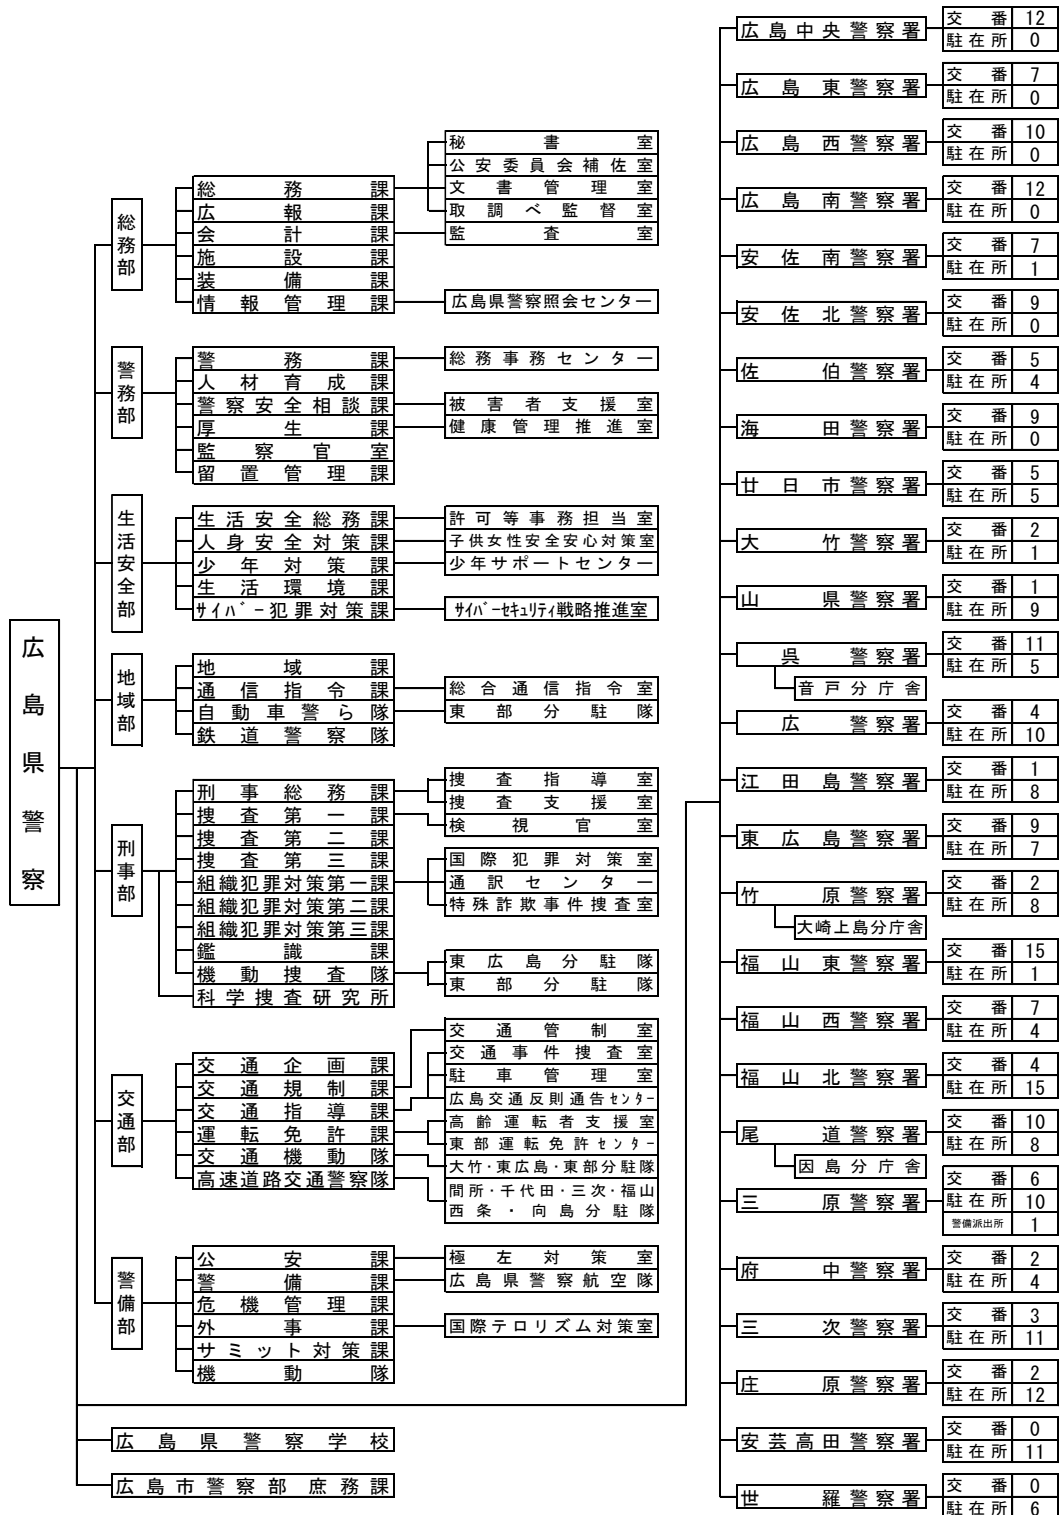 広島県警察
総務部
総務課
広報課
会計課
施設課
装備課
情報管理課
秘書室
公安委員会補佐室
文書管理室
取調べ監督室
監査室
広島県警察照会センター
警務部
警務課
人材育成課
警察安全相談課
厚生課
監察官室
留置管理課
総務事務センター
被害者支援室
健康管理推進室
生活安全部
生活安全総務課
人身安全対策課
少年対策課
生活環境課
サイバー犯罪対策課
許可等事務担当室
子供女性安全安心対策室
少年サポートセンター
サイバーセキュリティ戦略推進室
地域部
地域課
通信指令課
自動車警ら隊
鉄道警察隊
総合通信指令室
東部分駐隊
刑事部
刑事総務課
捜査第一課
捜査第二課
捜査第三課
組織犯罪対策第一課
組織犯罪対策第二課
組織犯罪対策第三課
鑑識課
機動捜査隊
科学捜査研究所
捜査指導室
捜査支援室
検視官室
国際犯罪対策室
通訳センター
特殊詐欺事件捜査室
東広島分駐隊
東部分駐隊
交通部
交通企画課
交通規制課
交通指導課
運転免許課
交通機動隊
高速道路交通警察隊
交通管制室
交通事件捜査室
駐車管理室
広島交通反則通告センター
高齢運転者支援室
東部運転免許センター
大竹・東広島・東部分駐隊
間所・千代田・三次・福山
西条・向島分駐隊
警備部
公安課
警備課
危機管理課
外事課
サミット対策課
機動隊
極左対策室
広島県警察航空隊
国際テロリズム対策室
広島県警察学校
広島市警察部庶務課
広島中央警察署
交番 12
駐在所 0
広島東警察署
交番 7
駐在所 0
広島西警察署
交番 10
駐在所 0
広島南警察署
交番 12
駐在所 0
安佐南警察署
交番 7
駐在所 1
安佐北警察署
交番 9
駐在所 0
佐伯警察署
交番 5
駐在所 4
海田警察署
交番 9
駐在所 0
廿日市警察署
交番 5
駐在所 5
大竹警察署
交番 2
駐在所 1
山県警察署
交番 1
駐在所 9
呉警察署
交番 11
駐在所 5
音戸分庁舎
広警察署
交番 4
駐在所 10
江田島警察署
交番 1
駐在所 8
東広島警察署
交番 9
駐在所 7
竹原警察署
交番 2
駐在所 8
大崎上島分庁舎
福山東警察署
交番 15
駐在所 1
福山西警察署
交番 7
駐在所 4
福山北警察署
交番 4
駐在所 15
尾道警察署
交番 10
駐在所 8
因島分庁舎
三原警察署
交番 6
駐在所 10
警備派出所 1
府中警察署
交番 2
駐在所 4
三次警察署
交番 3
駐在所 11
庄原警察署
交番 2
駐在所 12
安芸高田警察署
交番 0
駐在所 11
世羅警察署
交番 0
駐在所 6